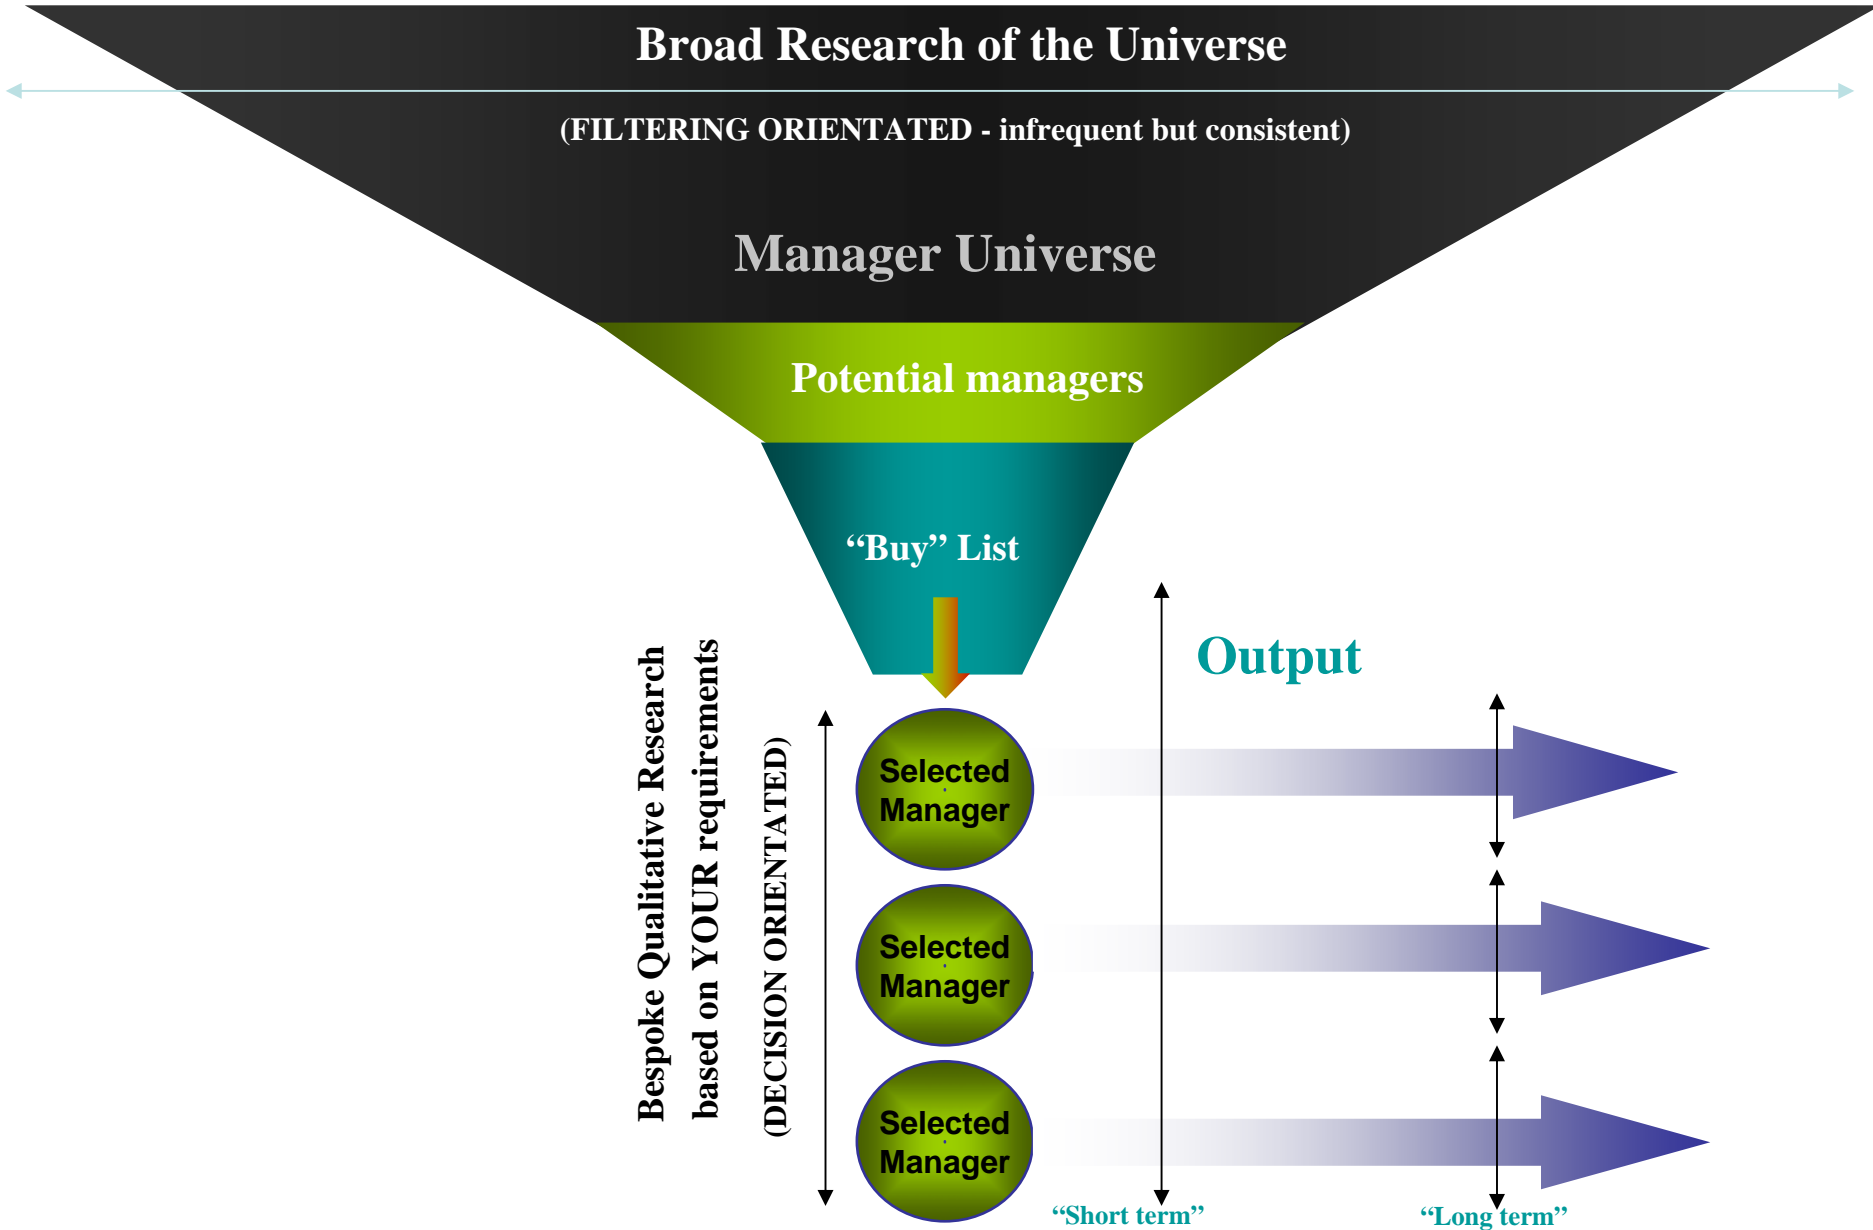 Broad Research of the Universe
(FILTERING ORIENTATED - infrequent but consistent)
Manager Universe
Potential managers
“Buy” List
Output
Bespoke Qualitative Research
based on YOUR requirements
(DECISION ORIENTATED)
Selected
Manager
Selected
Manager
Selected
Manager
“Short term”
“Long term”